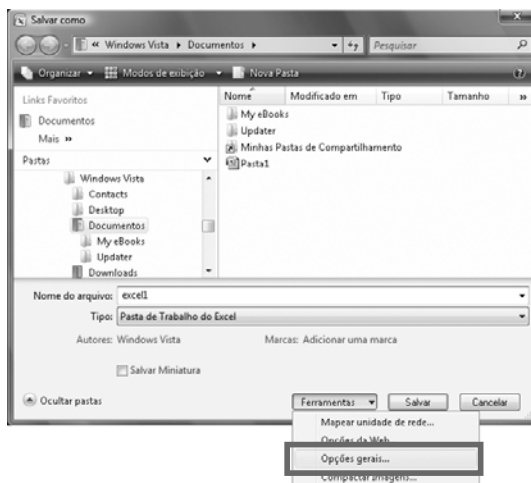 Salvar como
« Windows Vista ▸ Documentos ▸ Pesquisar
Organizar Modos de exibição Nova Pasta
Links Favoritos
Documentos
Mais »
Pastas
Windows Vista
Contacts
Desktop
Documentos
My eBooks
Updater
Downloads
Nome Modificado em Tipo Tamanho »
My eBooks
Updater
Minhas Pastas de Compartilhamento
Pasta1
Nome do arquivo: excel1
Tipo: Pasta de Trabalho do Excel
Autores: Windows Vista Marcas: Adicionar uma marca
Salvar Miniatura
Ocultar pastas Ferramentas Salvar Cancelar
Mapear unidade de rede...
Opções da Web...
Opções gerais...
Compactar imagens...